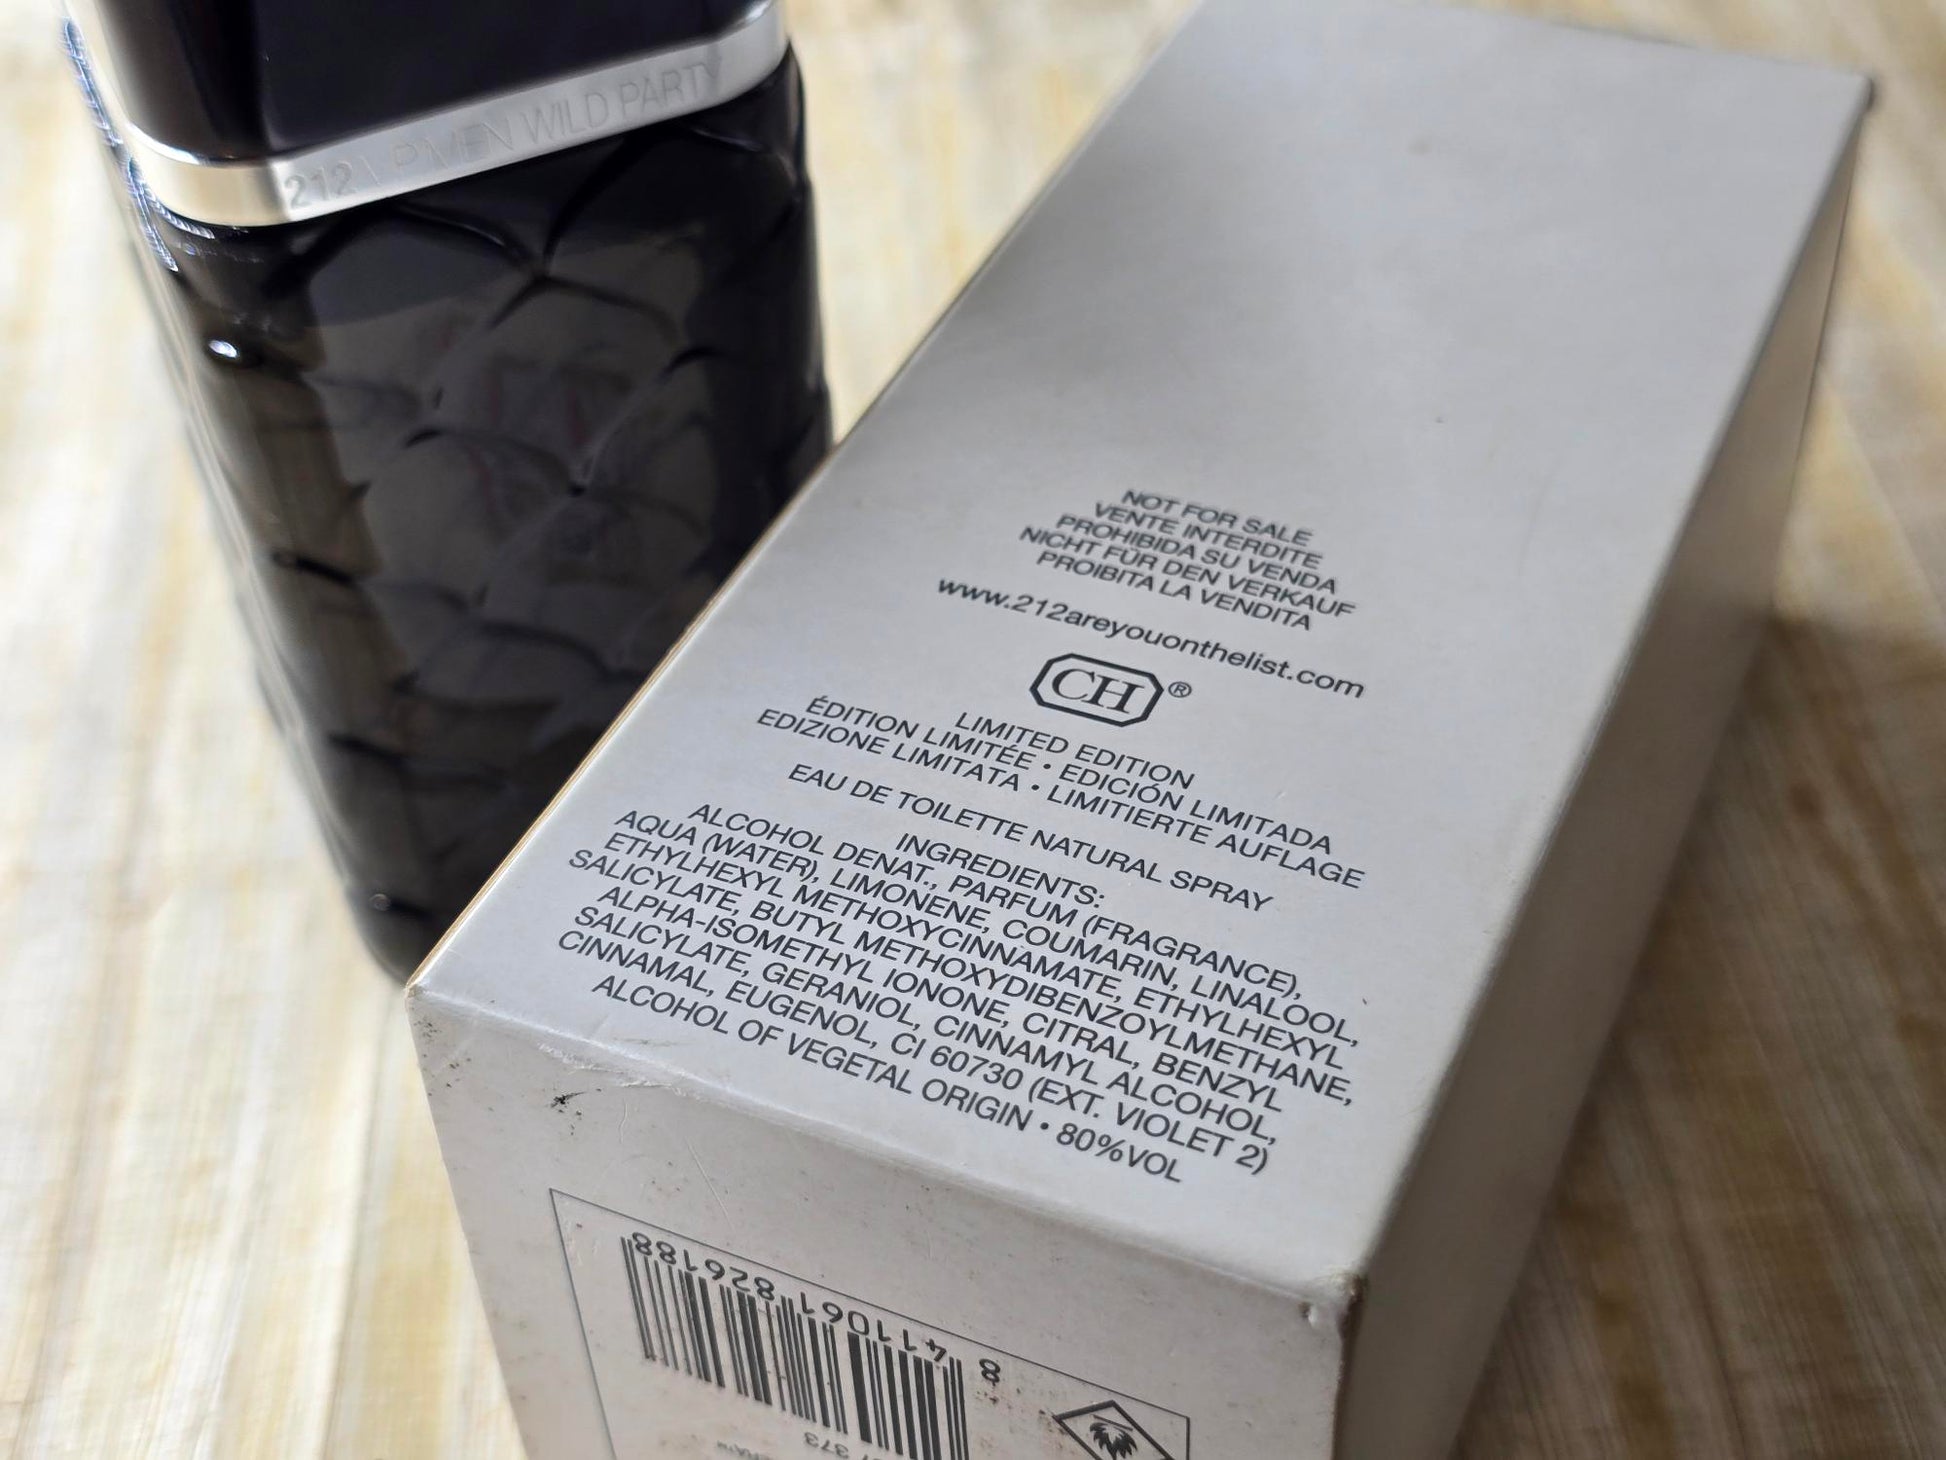 212 VIP MEN WILD PARTY
NOT FOR SALE
VENTE INTERDITE
PROHIBIDA SU VENDA
NICHT FÜR DEN VERKAUF
PROIBITA LA VENDITA
www.212areyouonthelist.com
CH®
LIMITED EDITION
ÉDITION LIMITÉE • EDICIÓN LIMITADA
EDIZIONE LIMITATA • LIMITIERTE AUFLAGE
EAU DE TOILETTE NATURAL SPRAY
INGREDIENTS:
ALCOHOL DENAT., PARFUM (FRAGRANCE),
AQUA (WATER), LIMONENE, COUMARIN, LINALOOL,
ETHYLHEXYL METHOXYCINNAMATE, ETHYLHEXYL
SALICYLATE, BUTYL METHOXYDIBENZOYLMETHANE,
ALPHA-ISOMETHYL IONONE, CITRAL, BENZYL
SALICYLATE, GERANIOL, CINNAMYL ALCOHOL,
CINNAMAL, EUGENOL, CI 60730 (EXT. VIOLET 2)
ALCOHOL OF VEGETAL ORIGIN • 80%VOL
8 411061 826188
373